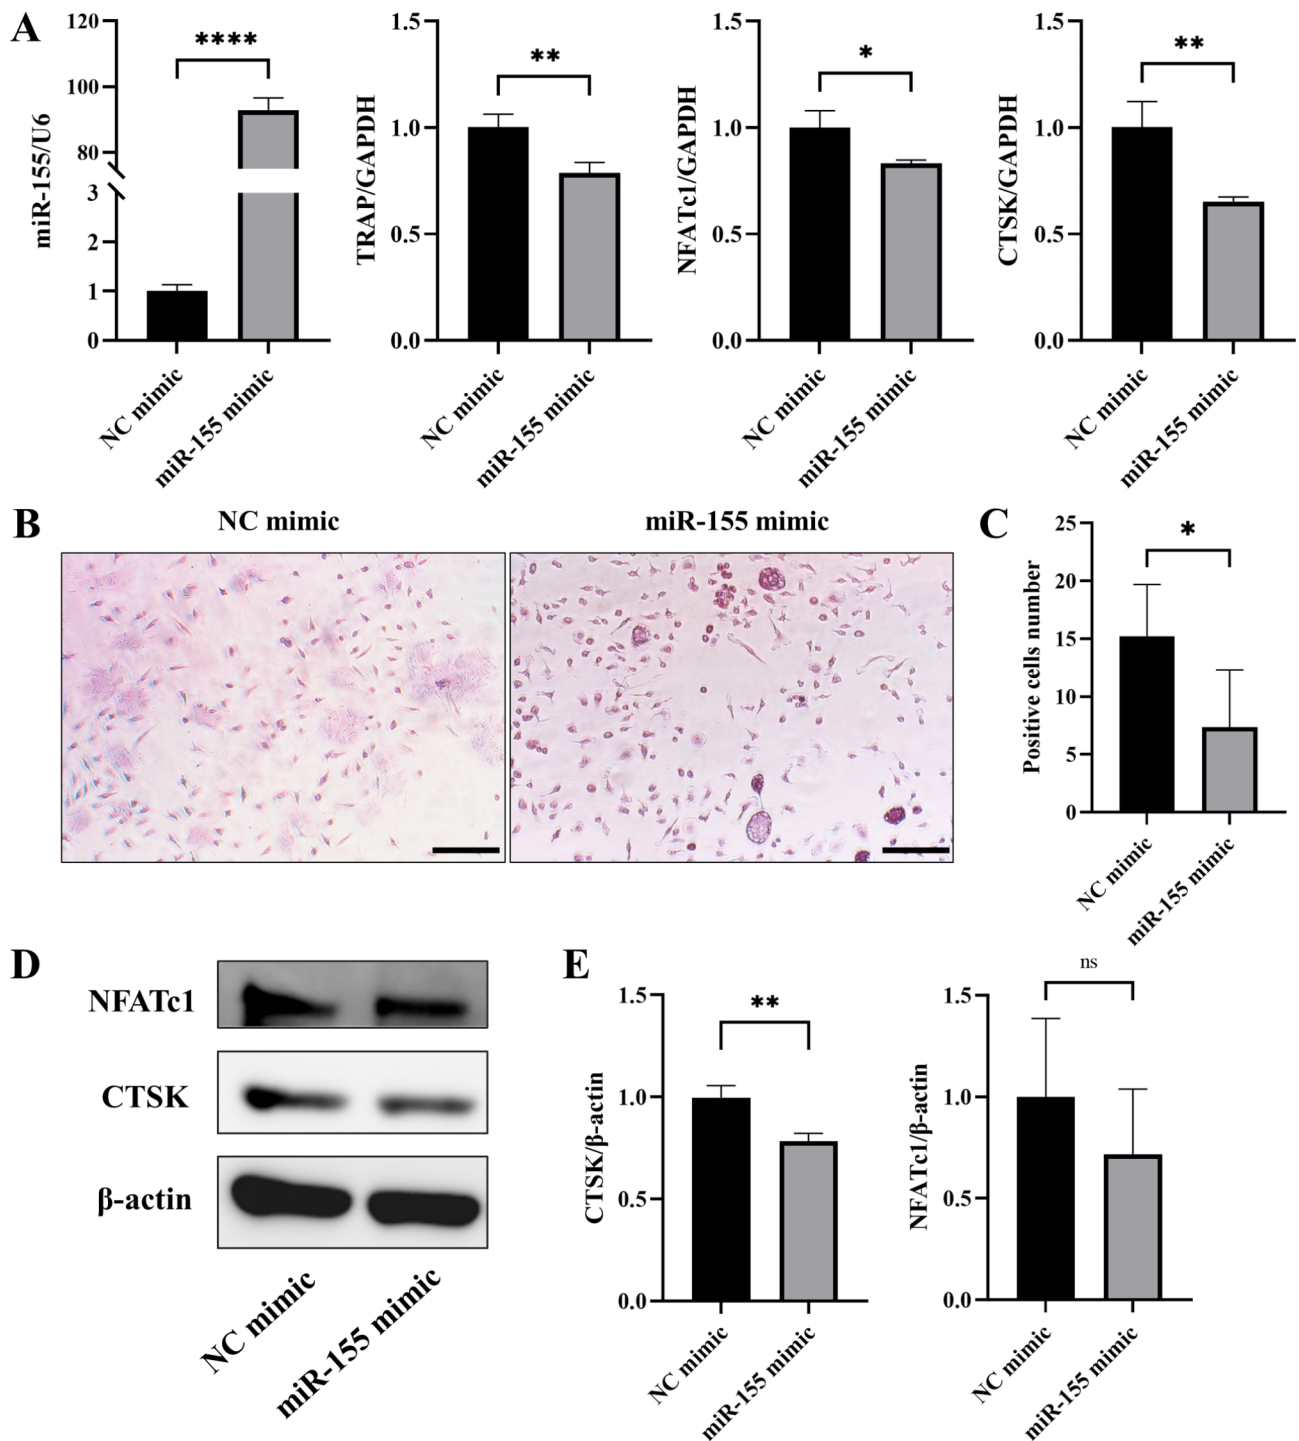 A
miR-155/U6
120
100
80
3
2
1
0
****
NC mimic
miR-155 mimic
TRAP/GAPDH
1.5
1.0
0.5
0.0
**
NC mimic
miR-155 mimic
NFATc1/GAPDH
1.5
1.0
0.5
0.0
*
NC mimic
miR-155 mimic
CTSK/GAPDH
1.5
1.0
0.5
0.0
**
NC mimic
miR-155 mimic
B
NC mimic
miR-155 mimic
C
Positive cells number
25
20
15
10
5
0
*
NC mimic
miR-155 mimic
D
NFATc1
CTSK
β-actin
NC mimic
miR-155 mimic
E
CTSK/β-actin
1.5
1.0
0.5
0.0
**
NC mimic
miR-155 mimic
NFATc1/β-actin
1.5
1.0
0.5
0.0
ns
NC mimic
miR-155 mimic